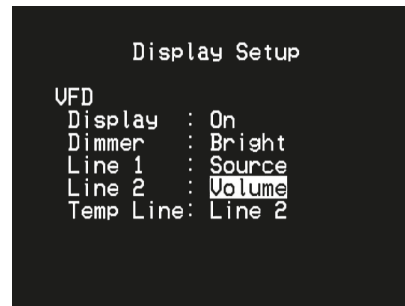 Display Setup
VFD
Display : On
Dimmer : Bright
Line 1 : Source
Line 2 : Volume
Temp Line: Line 2